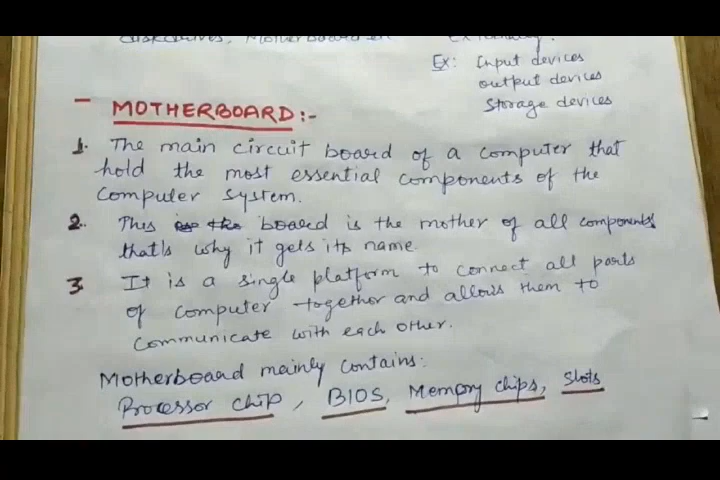 diskdrives, Motherboard etc
Ex: Input devices
output devices
Storage devices
- MOTHERBOARD:-
1. The main circuit board of a computer that
hold the most essential components of the
Computer system.
2. This board is the mother of all components
that's why it gets its name
3. It is a single platform to connect all parts
of computer together and allows them to
communicate with each other.
Motherboard mainly contains:
Processor chip, BIOS, Memory chips, Slots